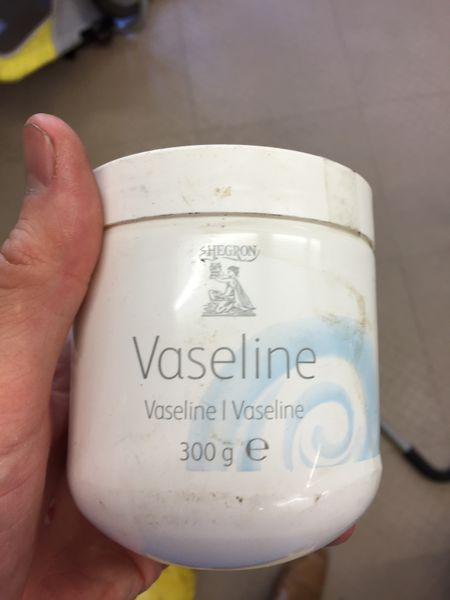 HEGRON
Vaseline
Vaseline | Vaseline
300 g ℮